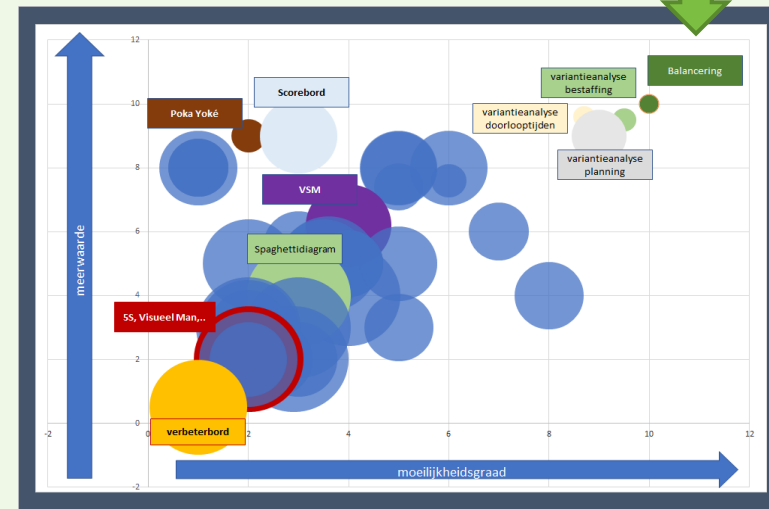 12
10
8
6
4
2
0
-2
-2
0
2
4
6
8
10
12
meerwaarde
moeilijkheidsgraad
Poka Yoké
Scorebord
VSM
Spaghettidiagram
5S, Visueel Man,..
verbeterbord
variantieanalyse
bestaffing
Balancering
variantieanalyse
doorlooptijden
variantieanalyse
planning